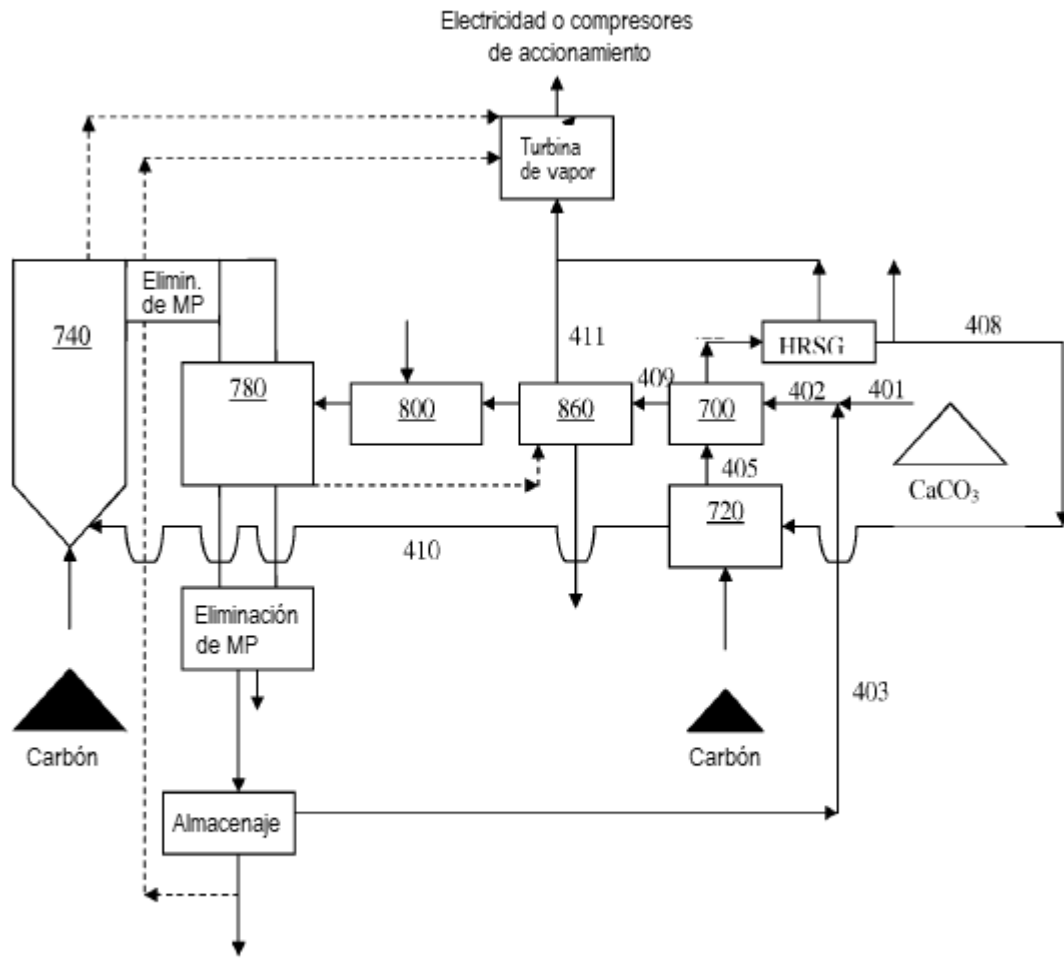 Electricidad o compresores
de accionamiento
Turbina
de vapor
Elimin.
de MP
740
780
800
411
860
409
700
HRSG
408
402
401
405
CaCO₃
720
410
Eliminación
de MP
403
Carbón
Carbón
Almacenaje